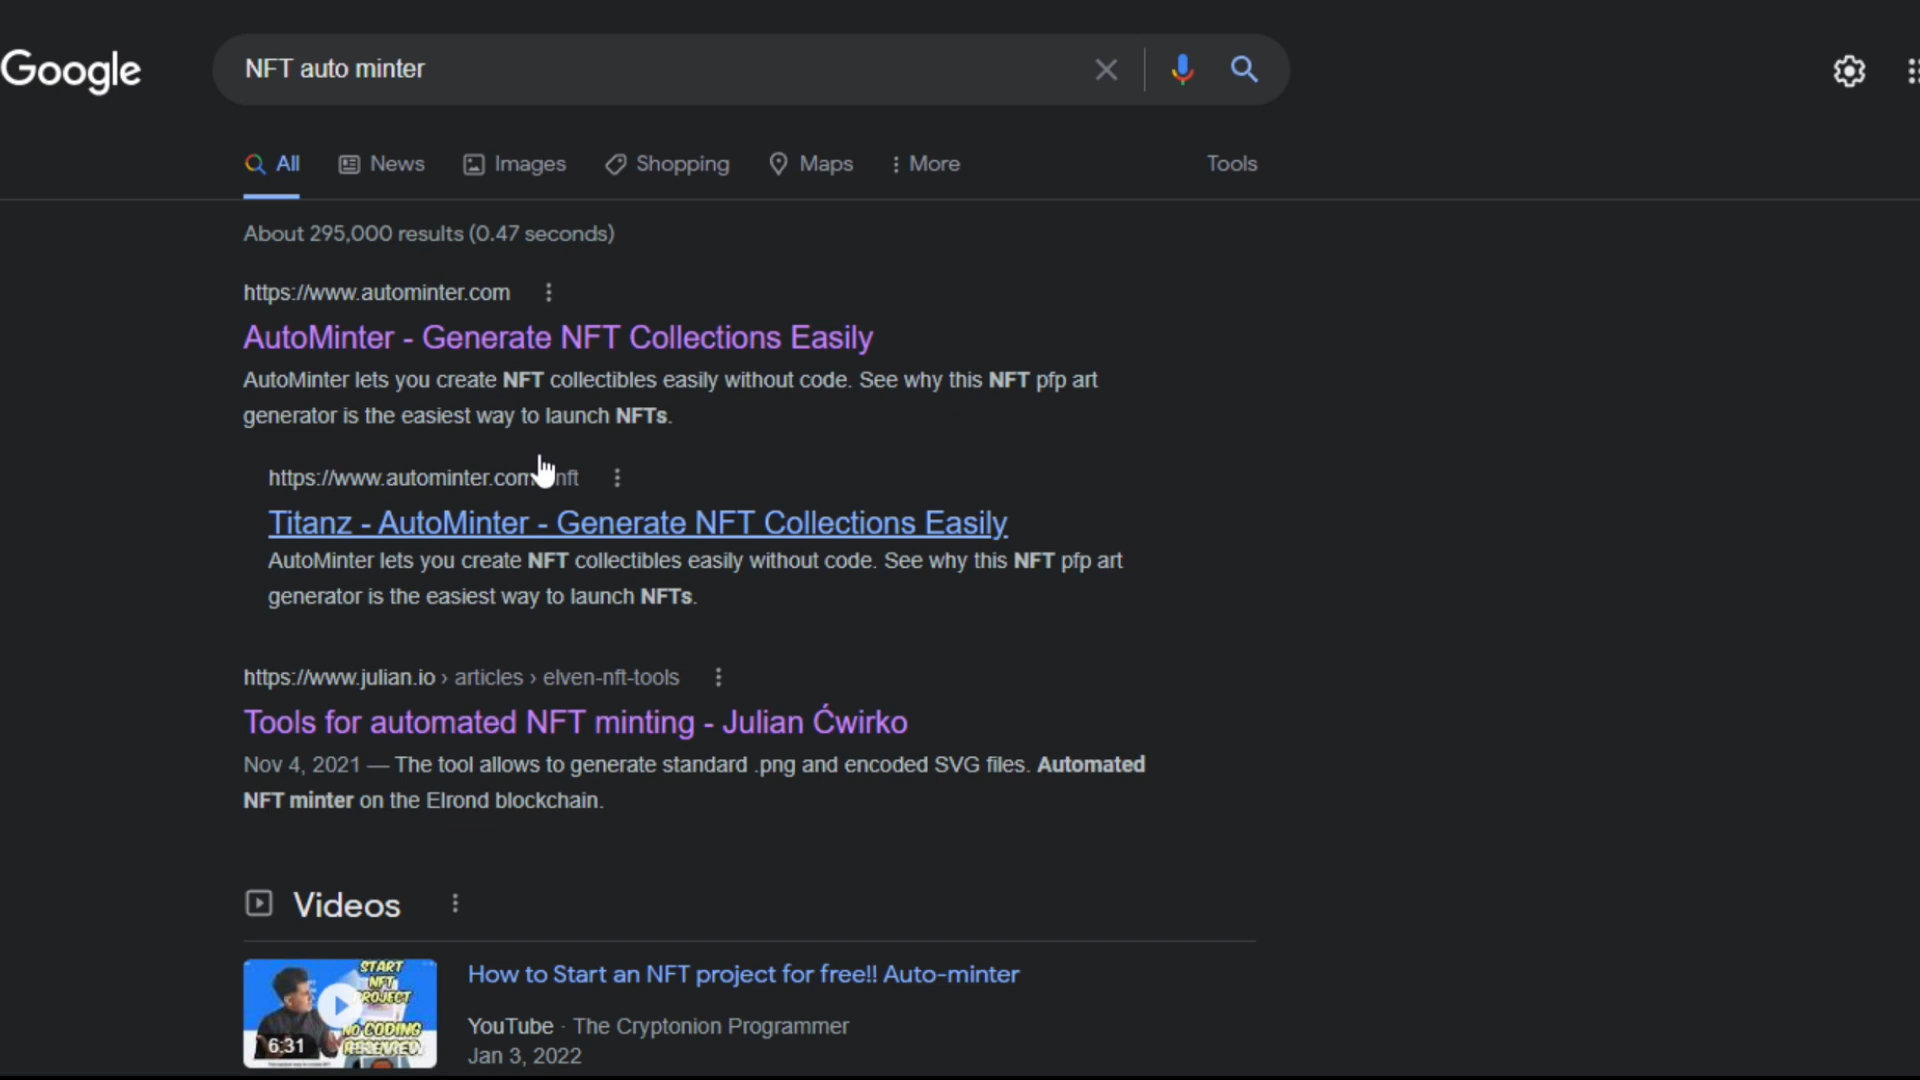 Google
NFT auto minter
All News Images Shopping Maps More Tools
About 295,000 results (0.47 seconds)
https://www.autominter.com
AutoMinter - Generate NFT Collections Easily
AutoMinter lets you create NFT collectibles easily without code. See why this NFT pfp art
generator is the easiest way to launch NFTs.
https://www.autominter.com nft
Titanz - AutoMinter - Generate NFT Collections Easily
AutoMinter lets you create NFT collectibles easily without code. See why this NFT pfp art
generator is the easiest way to launch NFTs.
https://www.julian.io › articles › elven-nft-tools
Tools for automated NFT minting - Julian Ćwirko
Nov 4, 2021 — The tool allows to generate standard .png and encoded SVG files. Automated
NFT minter on the Elrond blockchain.
Videos
START
NFT
PROJECT
NO CODING
6:31
How to Start an NFT project for free!! Auto-minter
YouTube · The Cryptonion Programmer
Jan 3, 2022